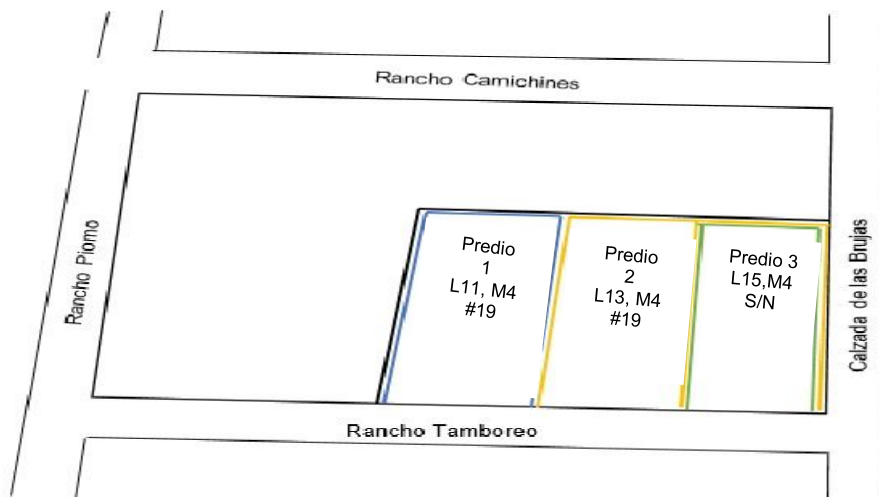 Rancho Camichines
Rancho Piomo
Predio
1
L11, M4
#19
Predio
2
L13, M4
#19
Predio 3
L15,M4
S/N
Calzada de las Brujas
Rancho Tamboreo